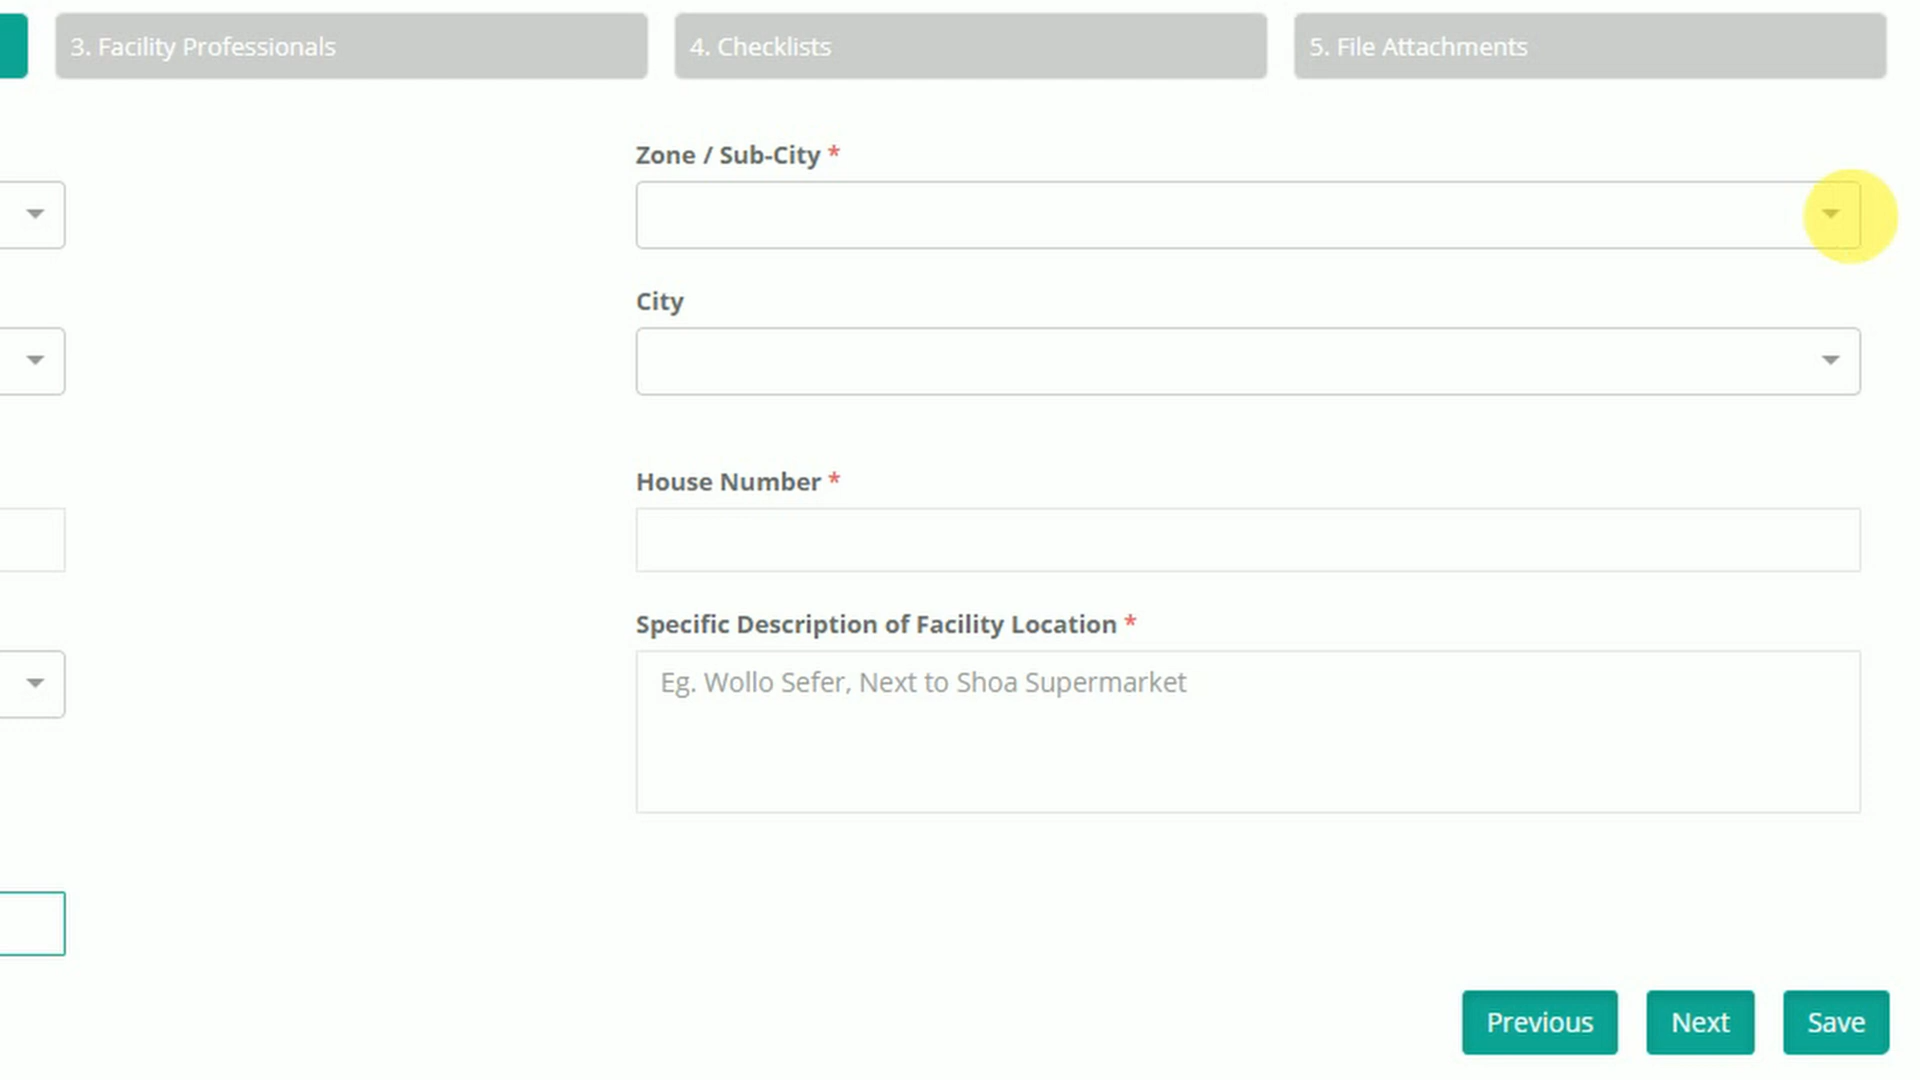 3. Facility Professionals
4. Checklists
5. File Attachments
Zone / Sub-City *
City
House Number *
Specific Description of Facility Location *
Eg. Wollo Sefer, Next to Shoa Supermarket
Previous
Next
Save